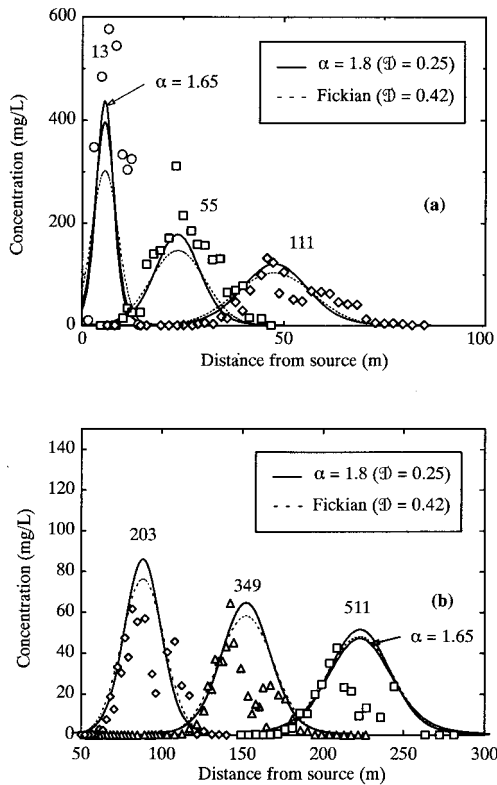 600
400
200
0
Concentration (mg/L)
13
α = 1.65
α = 1.8 (𝔇 = 0.25)
Fickian (𝔇 = 0.42)
(a)
55
111
0
50
100
Distance from source (m)
140
120
100
80
60
40
20
0
Concentration (mg/L)
α = 1.8 (𝔇 = 0.25)
Fickian (𝔇 = 0.42)
203
349
511
(b)
α = 1.65
50
100
150
200
250
300
Distance from source (m)